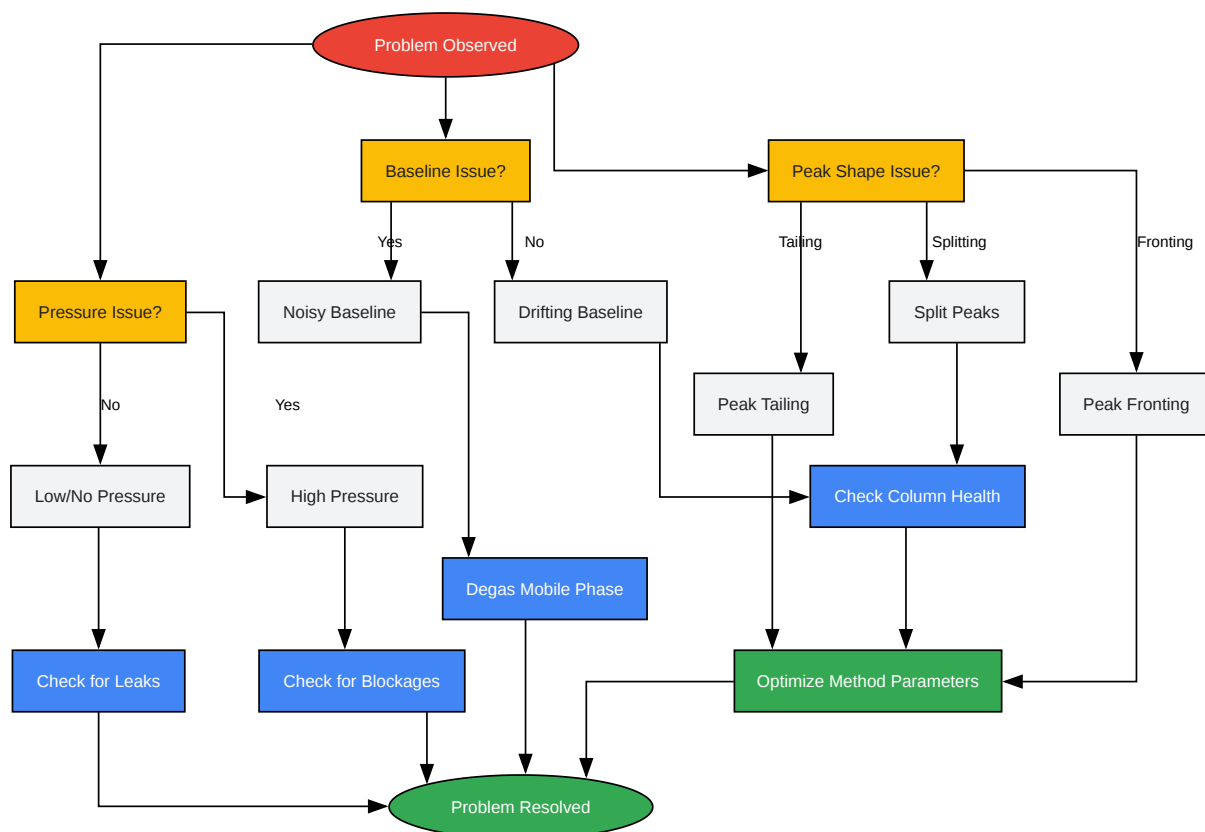 Problem Observed
Baseline Issue?
Peak Shape Issue?
Yes
No
Tailing
Splitting
Fronting
Pressure Issue?
Noisy Baseline
Drifting Baseline
Split Peaks
No
Yes
Peak Tailing
Peak Fronting
Low/No Pressure
High Pressure
Check Column Health
Degas Mobile Phase
Check for Leaks
Check for Blockages
Optimize Method Parameters
Problem Resolved